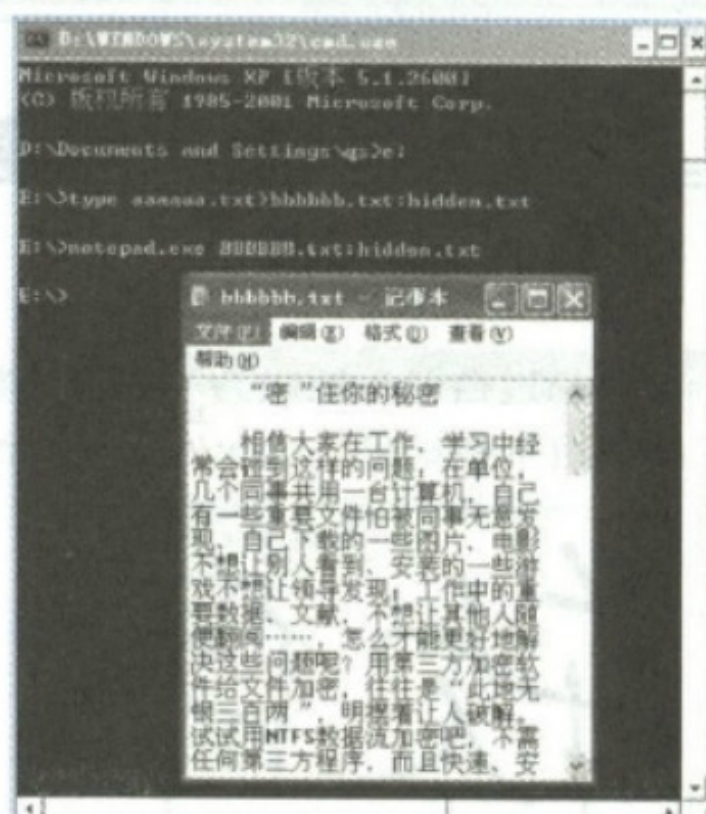 D:\WINDOWS\system32\cmd.exe
Microsoft Windows XP [版本 5.1.2600]
(C) 版权所有 1985-2001 Microsoft Corp.
D:\Documents and Settings\qs>e:
E:\>type aaaaaa.txt>bbbbbb.txt:hidden.txt
E:\>notepad.exe BBBBBB.txt:hidden.txt
E:\>
bbbbbb.txt - 记事本
文件(F) 编辑(E) 格式(O) 查看(V)
帮助(H)
“密”住你的秘密
相信大家在工作、学习中经
常会碰到这样的问题，在单位，
几个同事共用一台计算机，自己
有一些重要文件怕被同事无意发
现，自己下载的一些图片、电影
不想让别人看到、安装的一些游
戏不想让领导发现，工作中的重
要数据、文献，不想让其他人随
便翻阅……，怎么才能更好地解
决这些问题呢？用第三方加密软
件给文件加密，往往是“此地无
银三百两”，明摆着让人破解，
试试用NTFS数据流加密吧，不需
任何第三方程序，而且快速、安